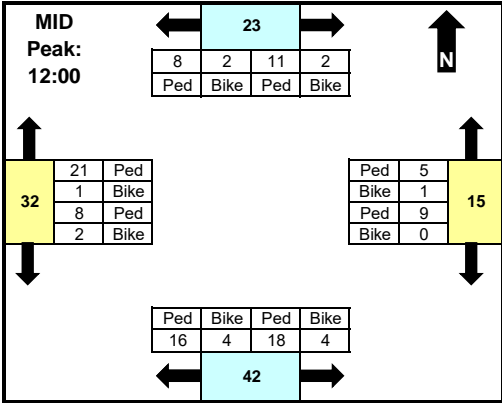 MID
Peak:
12:00
23
8 2 11 2
Ped Bike Ped Bike
N
32
21 Ped
1 Bike
8 Ped
2 Bike
Ped 5
Bike 1
Ped 9
Bike 0
15
Ped Bike Ped Bike
16 4 18 4
42